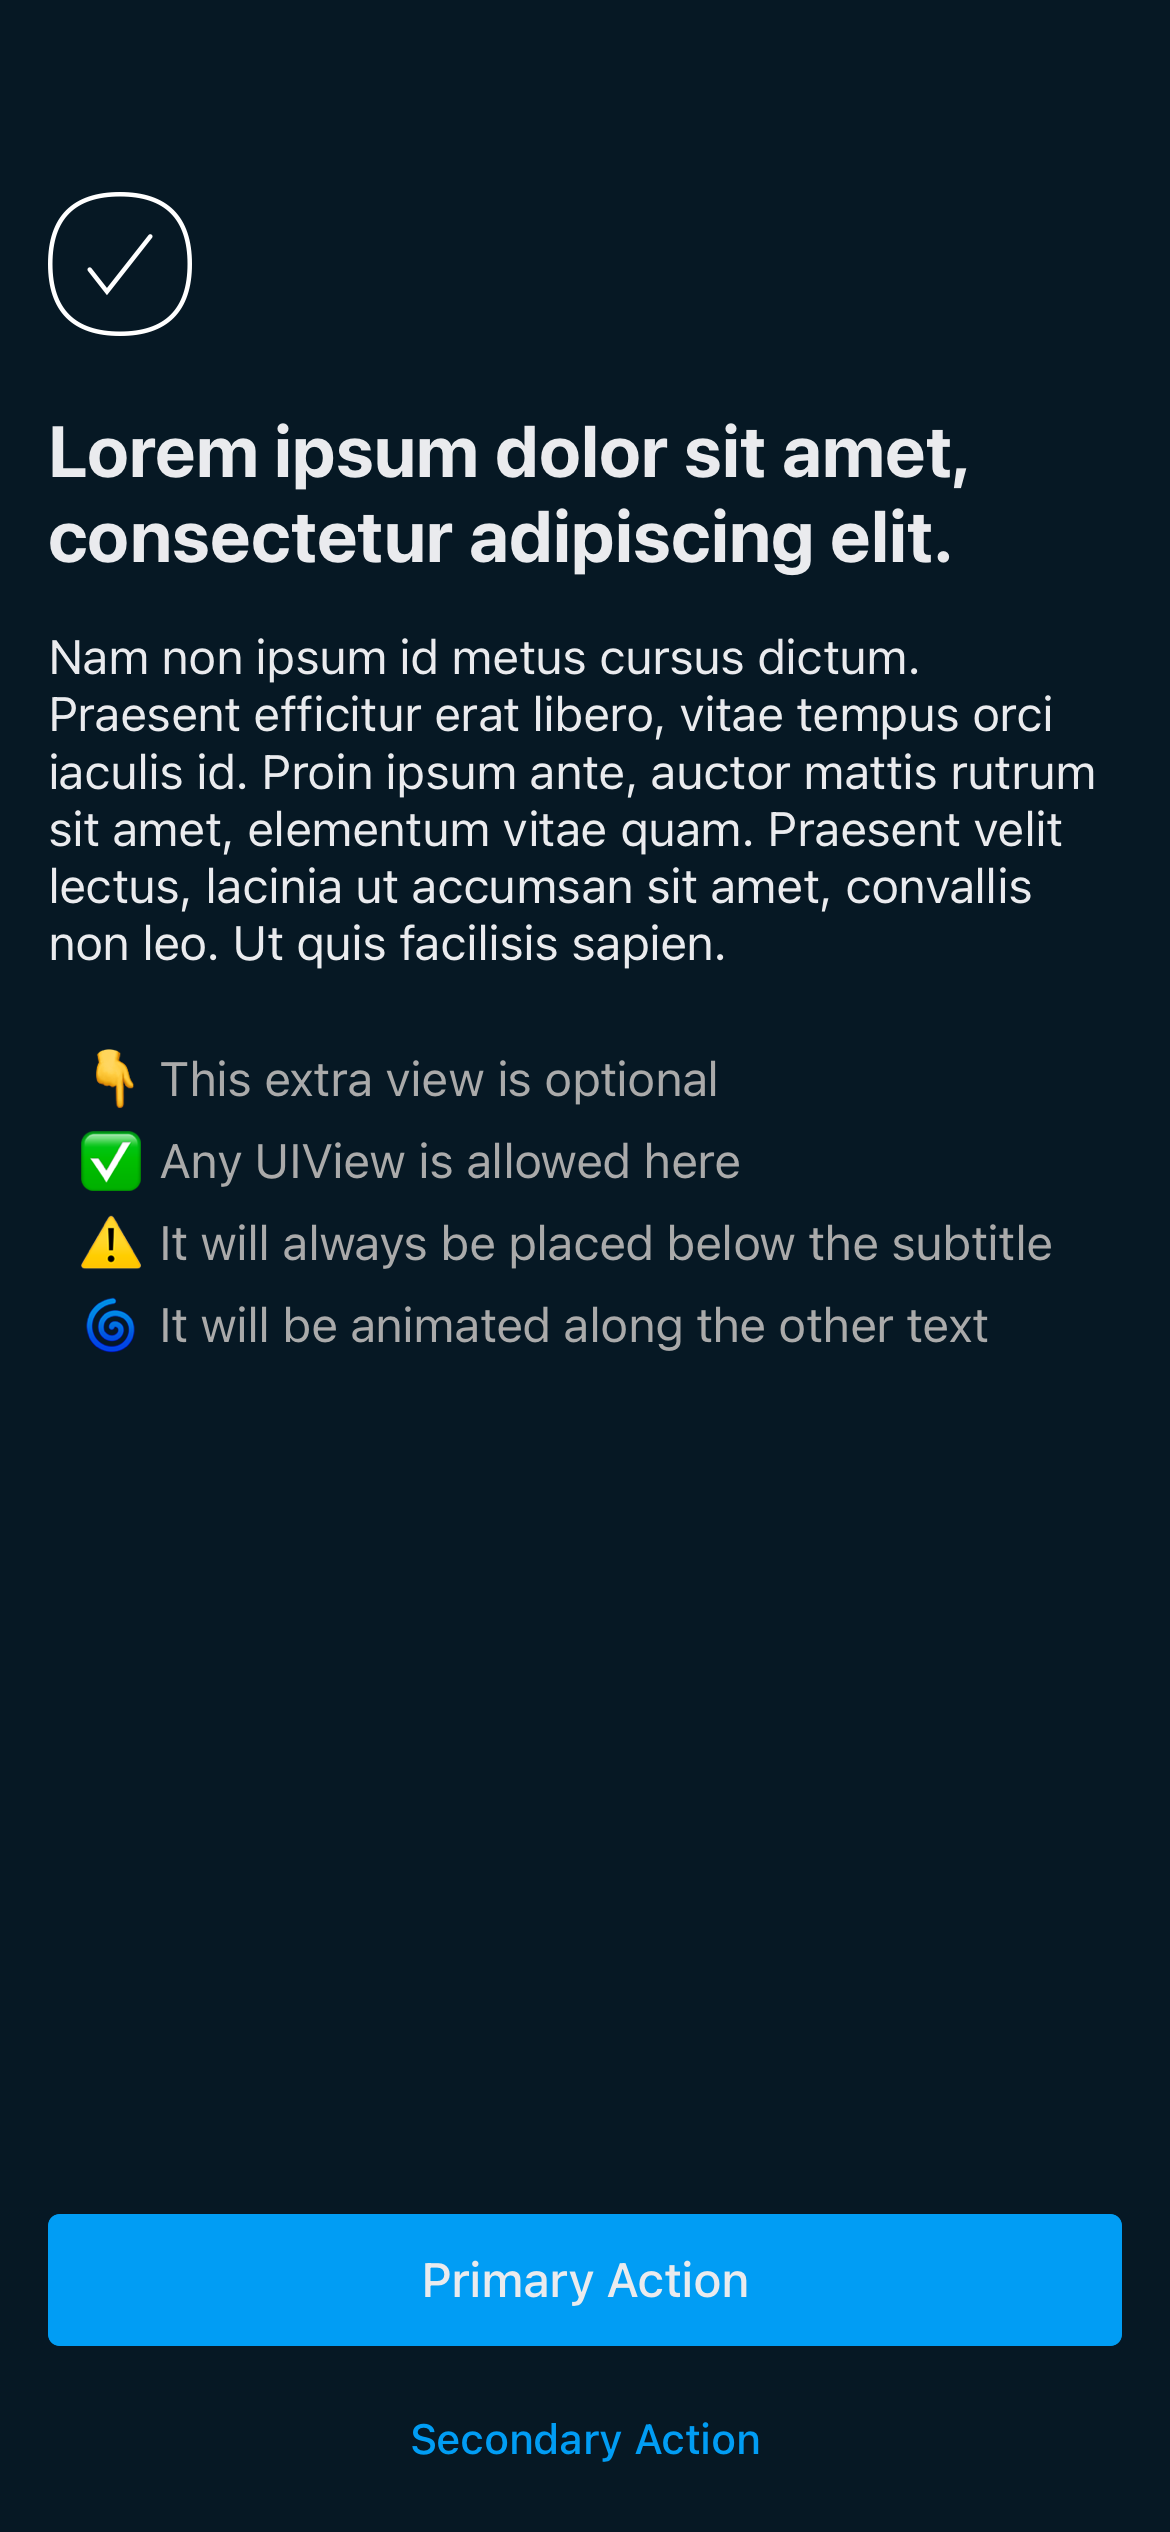 Lorem ipsum dolor sit amet,
consectetur adipiscing elit.
Nam non ipsum id metus cursus dictum.
Praesent efficitur erat libero, vitae tempus orci
iaculis id. Proin ipsum ante, auctor mattis rutrum
sit amet, elementum vitae quam. Praesent velit
lectus, lacinia ut accumsan sit amet, convallis
non leo. Ut quis facilisis sapien.
👇 This extra view is optional
✅ Any UIView is allowed here
⚠️ It will always be placed below the subtitle
🌀 It will be animated along the other text
Primary Action
Secondary Action